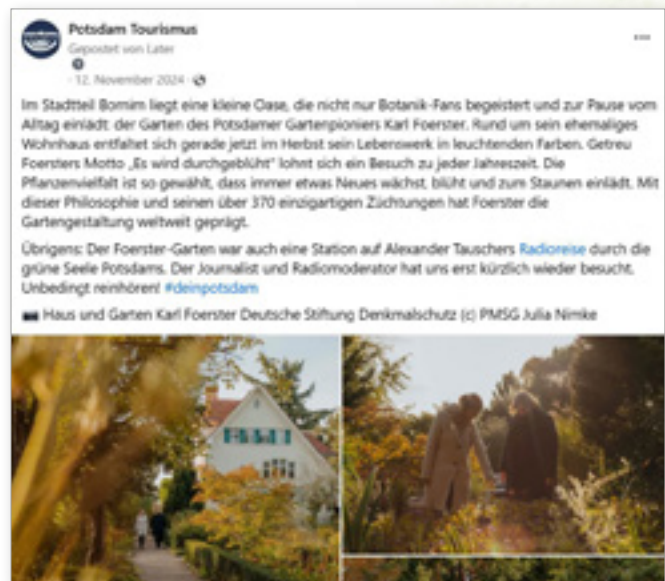 Potsdam Tourismus
Gepostet von Later
· 12. November 2024 ·
Im Stadtteil Bornim liegt eine kleine Oase, die nicht nur Botanik-Fans begeistert und zur Pause vom
Alltag einlädt: der Garten des Potsdamer Gartenpioniers Karl Foerster. Rund um sein ehemaliges
Wohnhaus entfaltet sich gerade jetzt im Herbst sein Lebenswerk in leuchtenden Farben. Getreu
Foersters Motto „Es wird durchgeblüht“ lohnt sich ein Besuch zu jeder Jahreszeit. Die
Pflanzenvielfalt ist so gewählt, dass immer etwas Neues wächst, blüht und zum Staunen einlädt. Mit
dieser Philosophie und seinen über 370 einzigartigen Züchtungen hat Foerster die
Gartengestaltung weltweit geprägt.
Übrigens: Der Foerster-Garten war auch eine Station auf Alexander Tauschers Radioreise durch die
grüne Seele Potsdams. Der Journalist und Radiomoderator hat uns erst kürzlich wieder besucht.
Unbedingt reinhören! #deinpotsdam
📷 Haus und Garten Karl Foerster Deutsche Stiftung Denkmalschutz (c) PMSG Julia Nimke